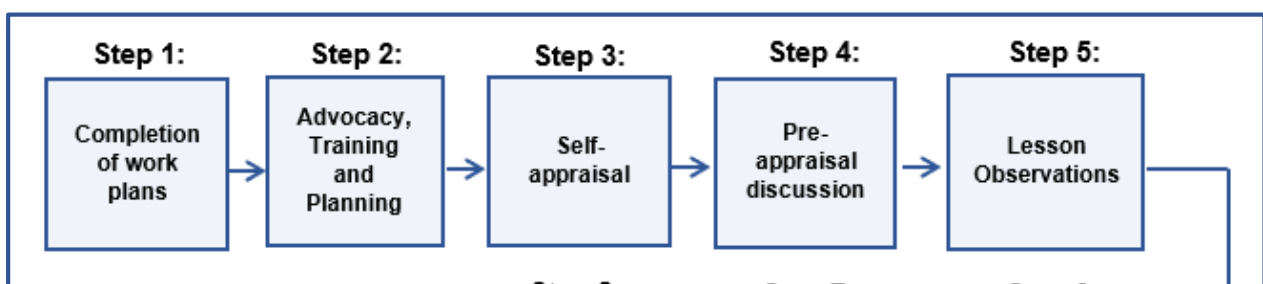 Step 1:
Step 2:
Step 3:
Step 4:
Step 5:
Completion
of work
plans
Advocacy,
Training
and
Planning
Self-
appraisal
Pre-
appraisal
discussion
Lesson
Observations